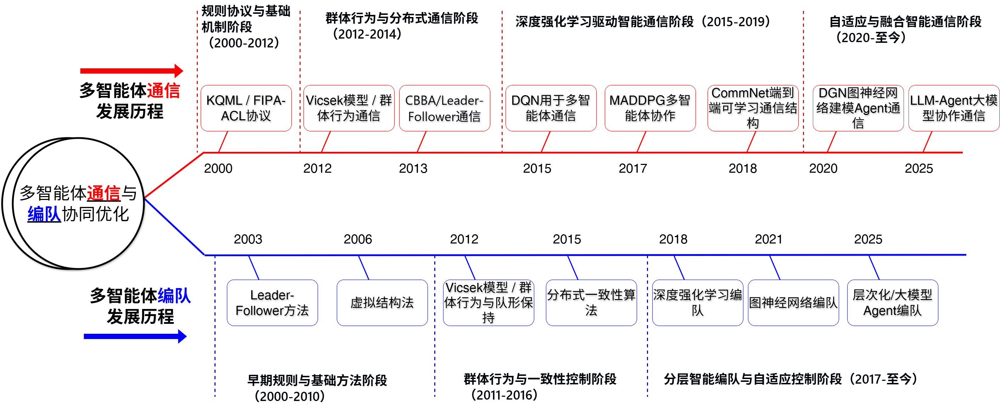 规则协议与基础
机制阶段
（2000-2012）
群体行为与分布式通信阶段
（2012-2014）
深度强化学习驱动智能通信阶段（2015-2019）
自适应与融合智能通信阶段
（2020-至今）
多智能体通信
发展历程
KQML / FIPA-
ACL协议
Vicsek模型 / 群
体行为通信
CBBA/Leader-
Follower通信
DQN用于多智
能体通信
MADDPG多智
能体协作
CommNet端到
端可学习通信结
构
DGN图神经网
络建模Agent通
信
LLM-Agent大模
型协作通信
2000
2012
2013
2015
2017
2018
2020
2025
多智能体通信与
编队协同优化
2003
2006
2012
2015
2018
2021
2025
多智能体编队
发展历程
Leader-
Follower方法
虚拟结构法
Vicsek模型 / 群
体行为与队形保
持
分布式一致性算
法
深度强化学习编
队
图神经网络编队
层次化/大模型
Agent编队
早期规则与基础方法阶段
（2000-2010）
群体行为与一致性控制阶段
（2011-2016）
分层智能编队与自适应控制阶段（2017-至今）